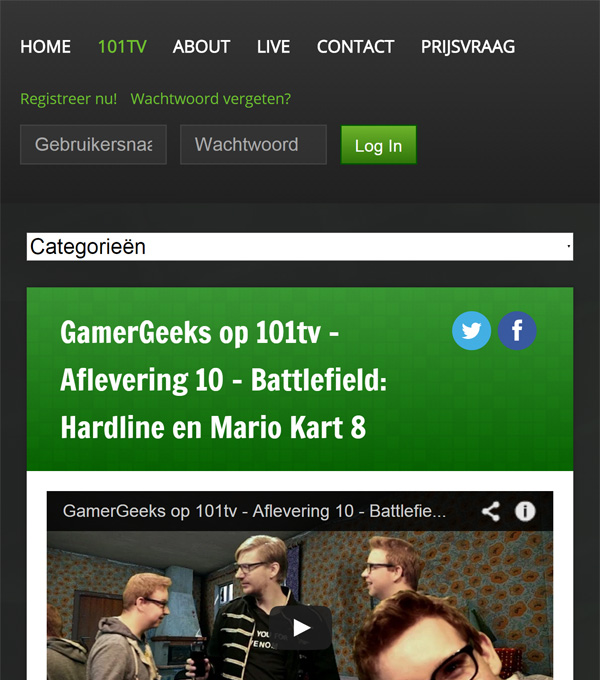 HOME 101TV ABOUT LIVE CONTACT PRIJSVRAAG
Registreer nu! Wachtwoord vergeten?
Gebruikersnaa Wachtwoord Log In
Categorieën
GamerGeeks op 101tv -
Aflevering 10 - Battlefield:
Hardline en Mario Kart 8
GamerGeeks op 101tv - Aflevering 10 - Battlefie...